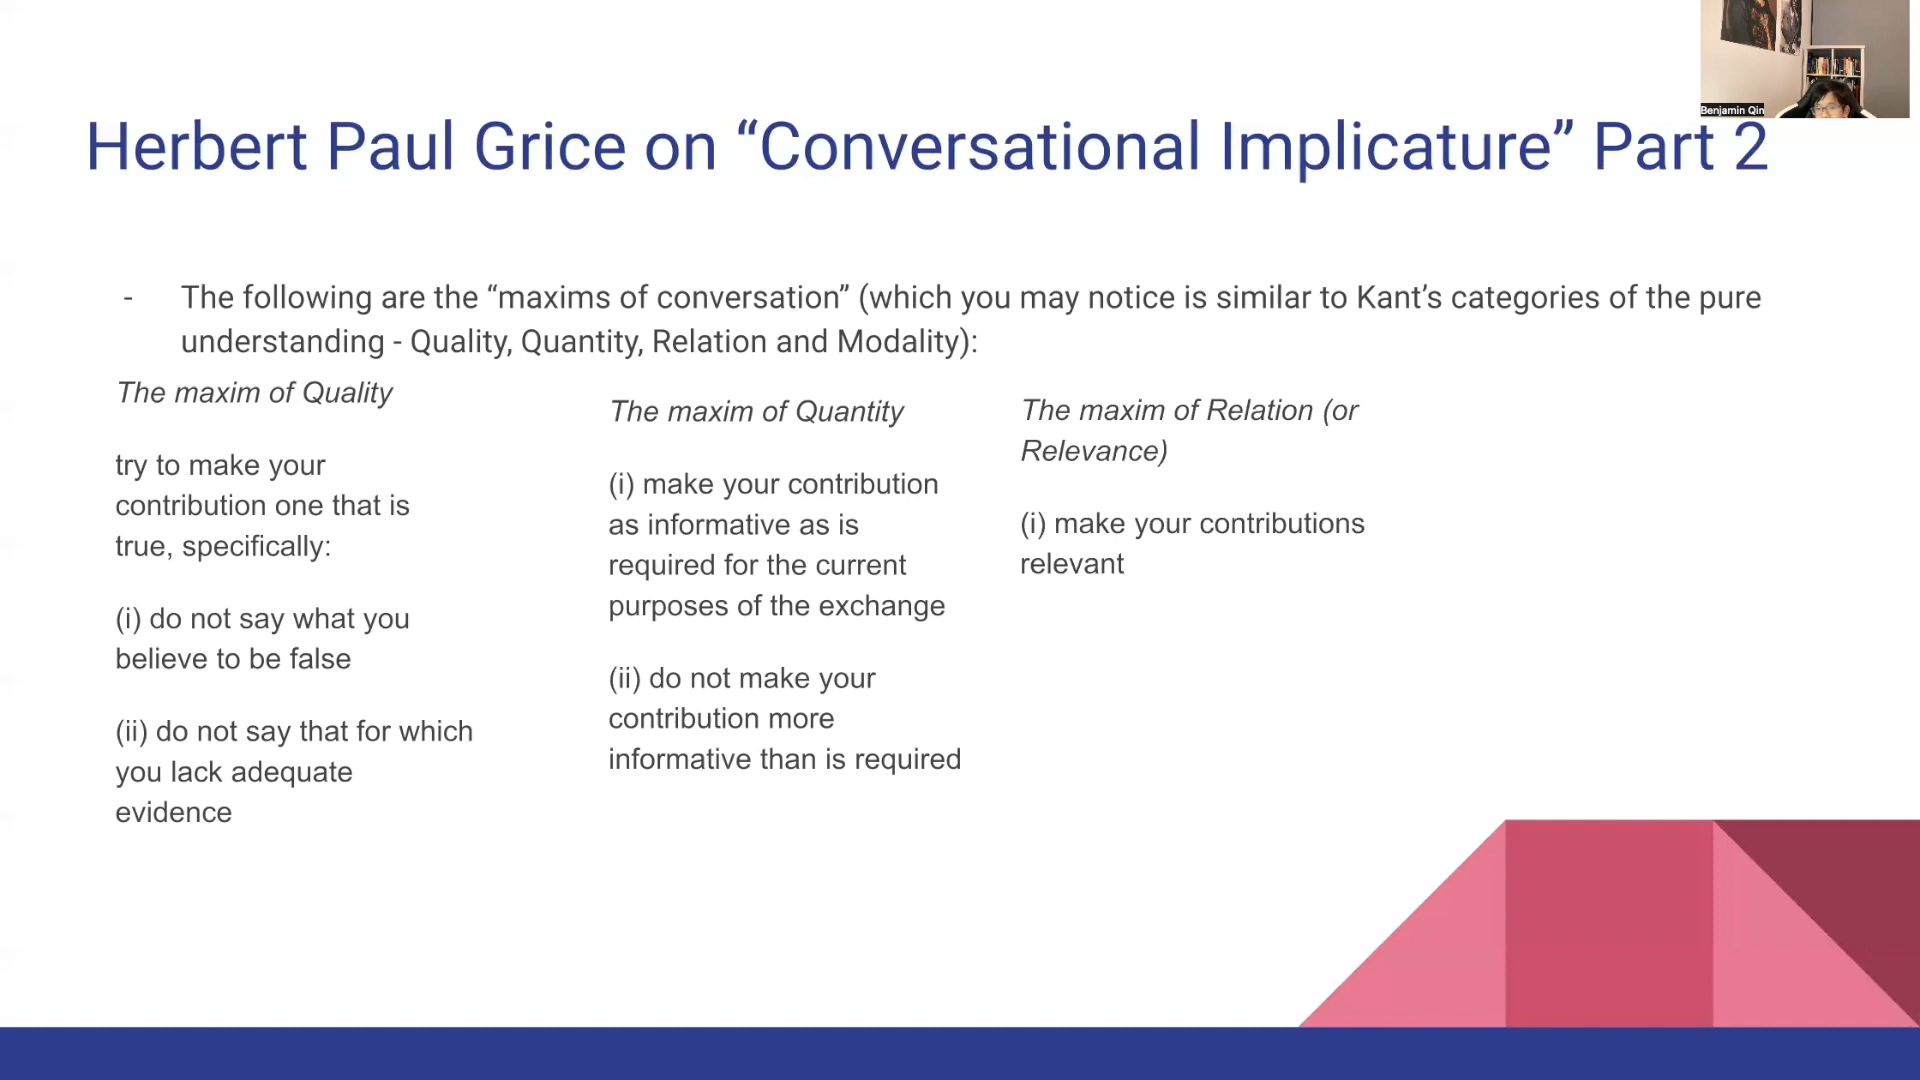 Benjamin Qin
Herbert Paul Grice on “Conversational Implicature” Part 2
- The following are the “maxims of conversation” (which you may notice is similar to Kant’s categories of the pure
understanding - Quality, Quantity, Relation and Modality):
The maxim of Quality
try to make your
contribution one that is
true, specifically:
(i) do not say what you
believe to be false
(ii) do not say that for which
you lack adequate
evidence
The maxim of Quantity
(i) make your contribution
as informative as is
required for the current
purposes of the exchange
(ii) do not make your
contribution more
informative than is required
The maxim of Relation (or
Relevance)
(i) make your contributions
relevant